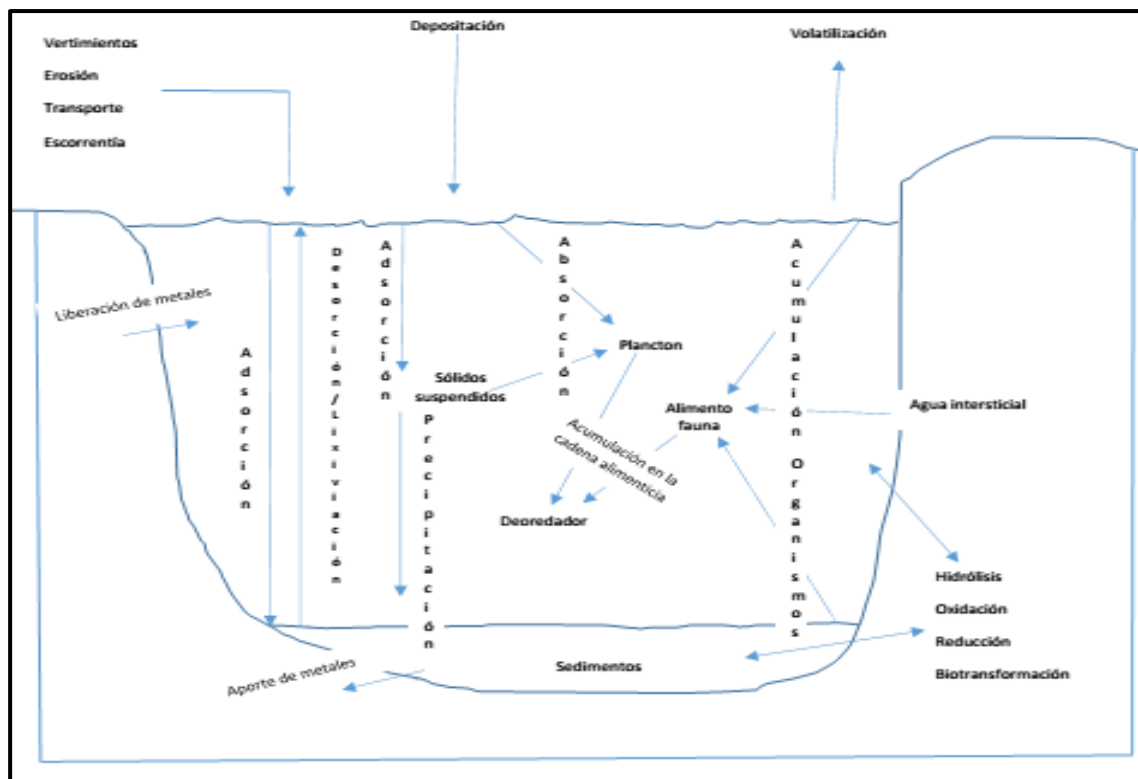 Vertimientos
Erosión
Transporte
Escorrentía
Depositación
Volatilización
Liberación de metales
Adsorción
Desorción/Lixiviación
Adsorción
Sólidos
suspendidos
Precipitación
Absorción
Plancton
Alimento
fauna
Acumulación en la
cadena alimenticia
Deoredador
Acumulación Organismos
Agua intersticial
Hidrólisis
Oxidación
Reducción
Biotransformación
Sedimentos
Aporte de metales